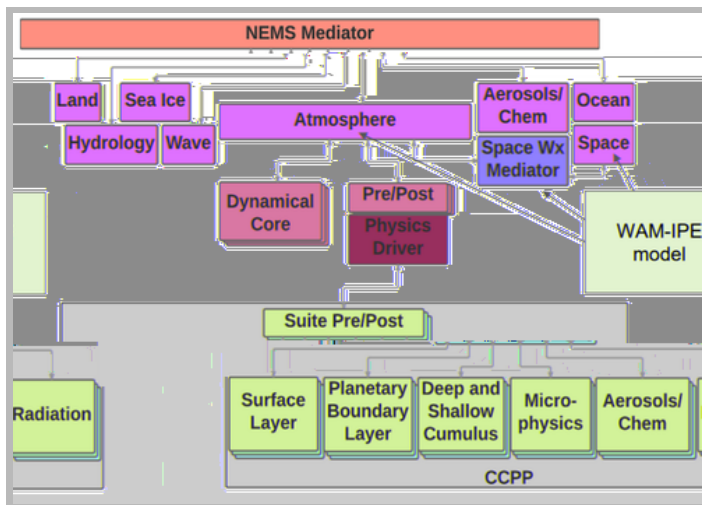 NEMS Mediator
Land
Sea Ice
Aerosols/
Chem
Ocean
Atmosphere
Hydrology
Wave
Space Wx
Mediator
Space
Dynamical
Core
Pre/Post
Physics
Driver
WAM-IPE
model
Suite Pre/Post
Radiation
Surface
Layer
Planetary
Boundary
Layer
Deep and
Shallow
Cumulus
Micro-
physics
Aerosols/
Chem
CCPP